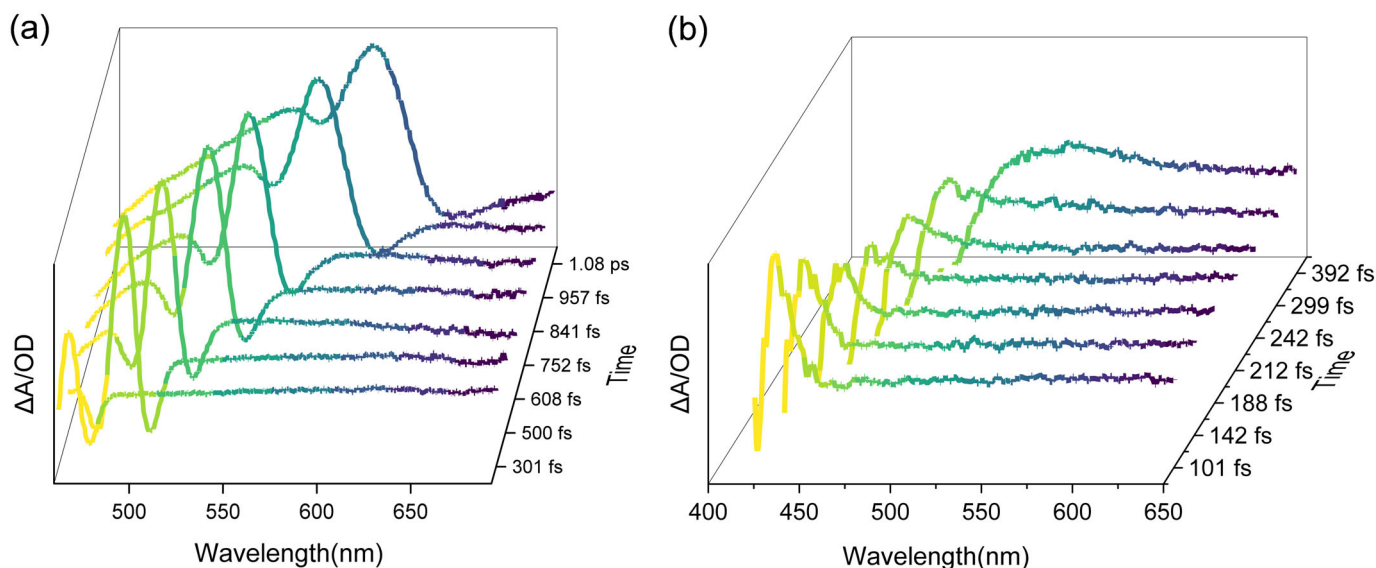 (a)
ΔA/OD
500
550
600
650
Wavelength(nm)
1.08 ps
957 fs
841 fs
752 fs
608 fs
500 fs
301 fs
Time
(b)
ΔA/OD
400
450
500
550
600
650
Wavelength(nm)
392 fs
299 fs
242 fs
212 fs
188 fs
142 fs
101 fs
Time